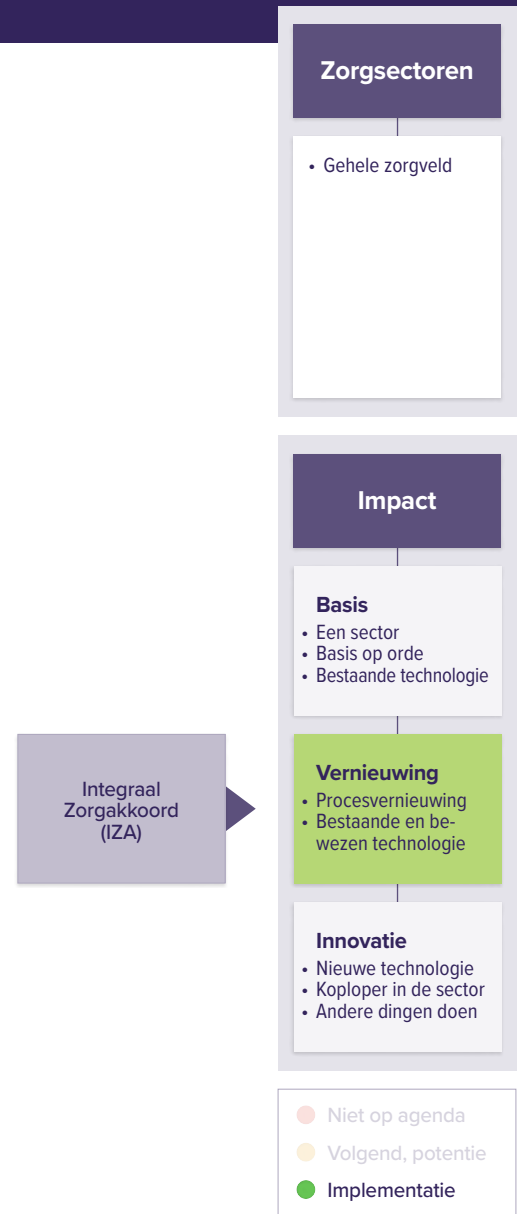 Zorgsectoren
• Gehele zorgveld
Impact
Basis
• Een sector
• Basis op orde
• Bestaande technologie
Integraal
Zorgakkoord
(IZA)
Vernieuwing
• Procesvernieuwing
• Bestaande en be-
wezen technologie
Innovatie
• Nieuwe technologie
• Koploper in de sector
• Andere dingen doen
Niet op agenda
Volgend, potentie
Implementatie